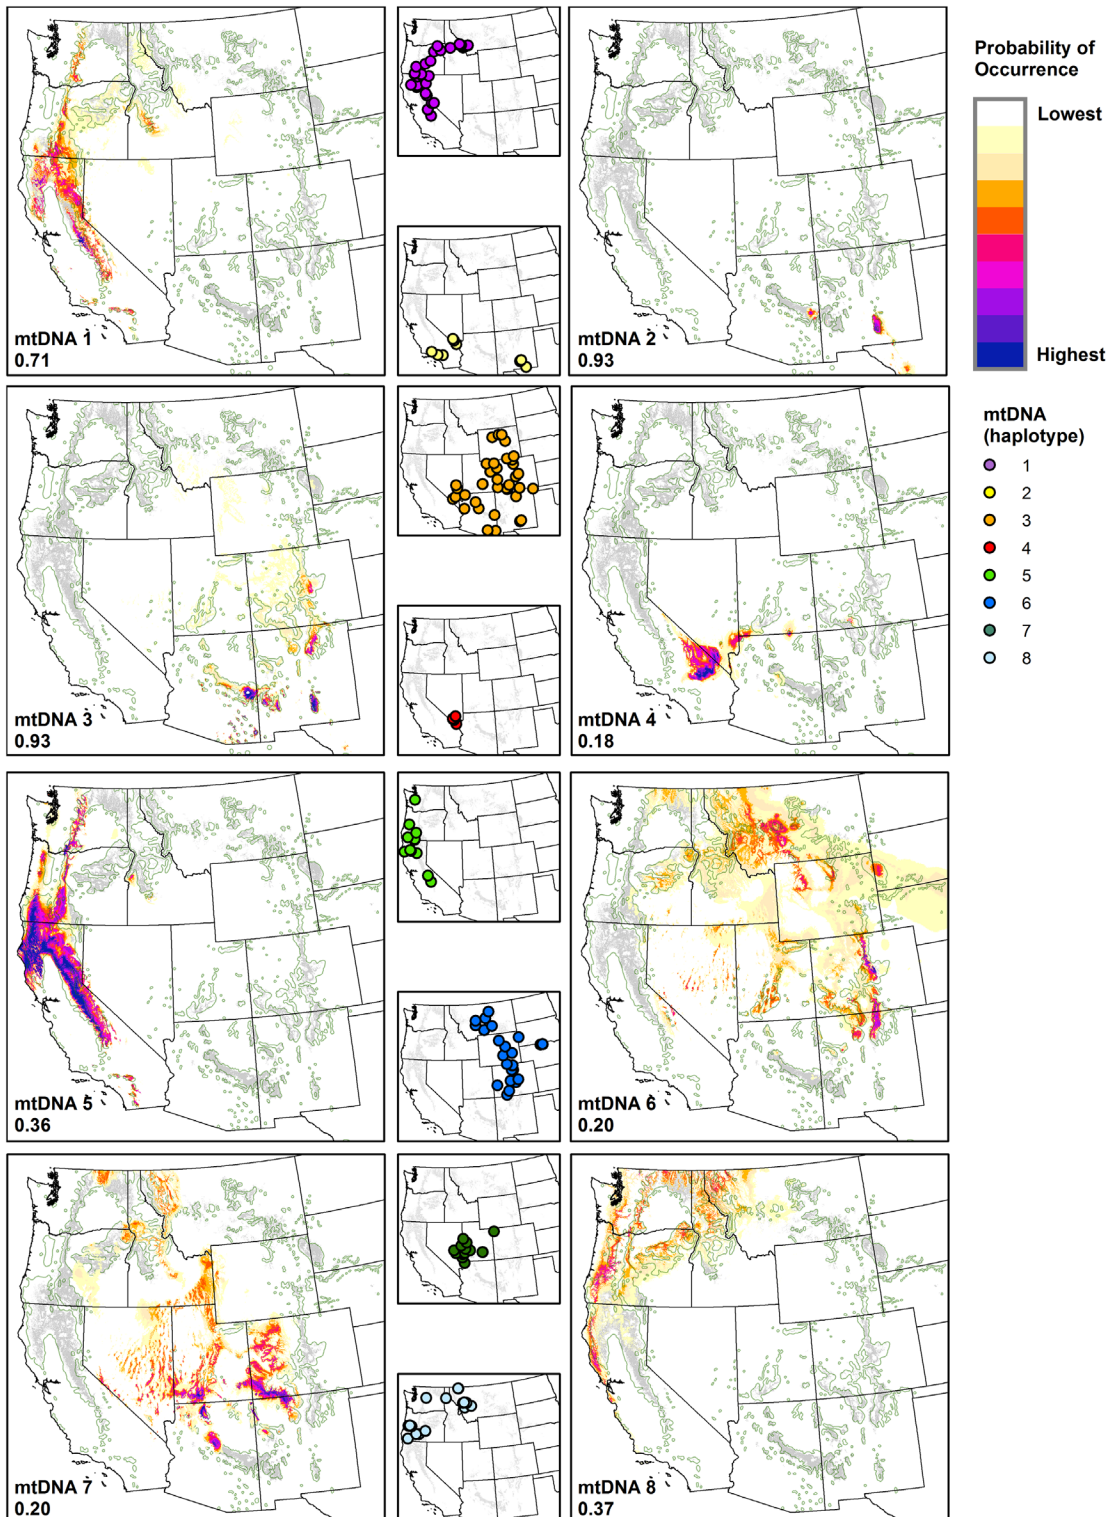 mtDNA 1
0.71
mtDNA 2
0.93
Probability of
Occurrence
Lowest
Highest
mtDNA
(haplotype)
1
2
3
4
5
6
7
8
mtDNA 3
0.93
mtDNA 4
0.18
mtDNA 5
0.36
mtDNA 6
0.20
mtDNA 7
0.20
mtDNA 8
0.37